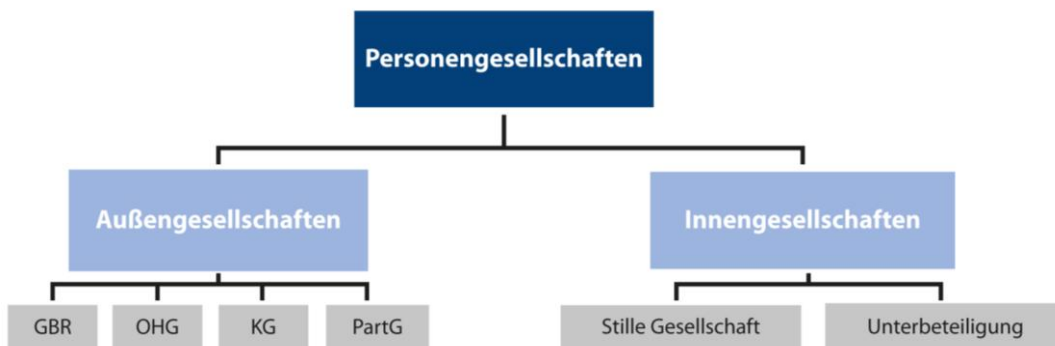 Personengesellschaften
Außengesellschaften
Innengesellschaften
GBR
OHG
KG
PartG
Stille Gesellschaft
Unterbeteiligung